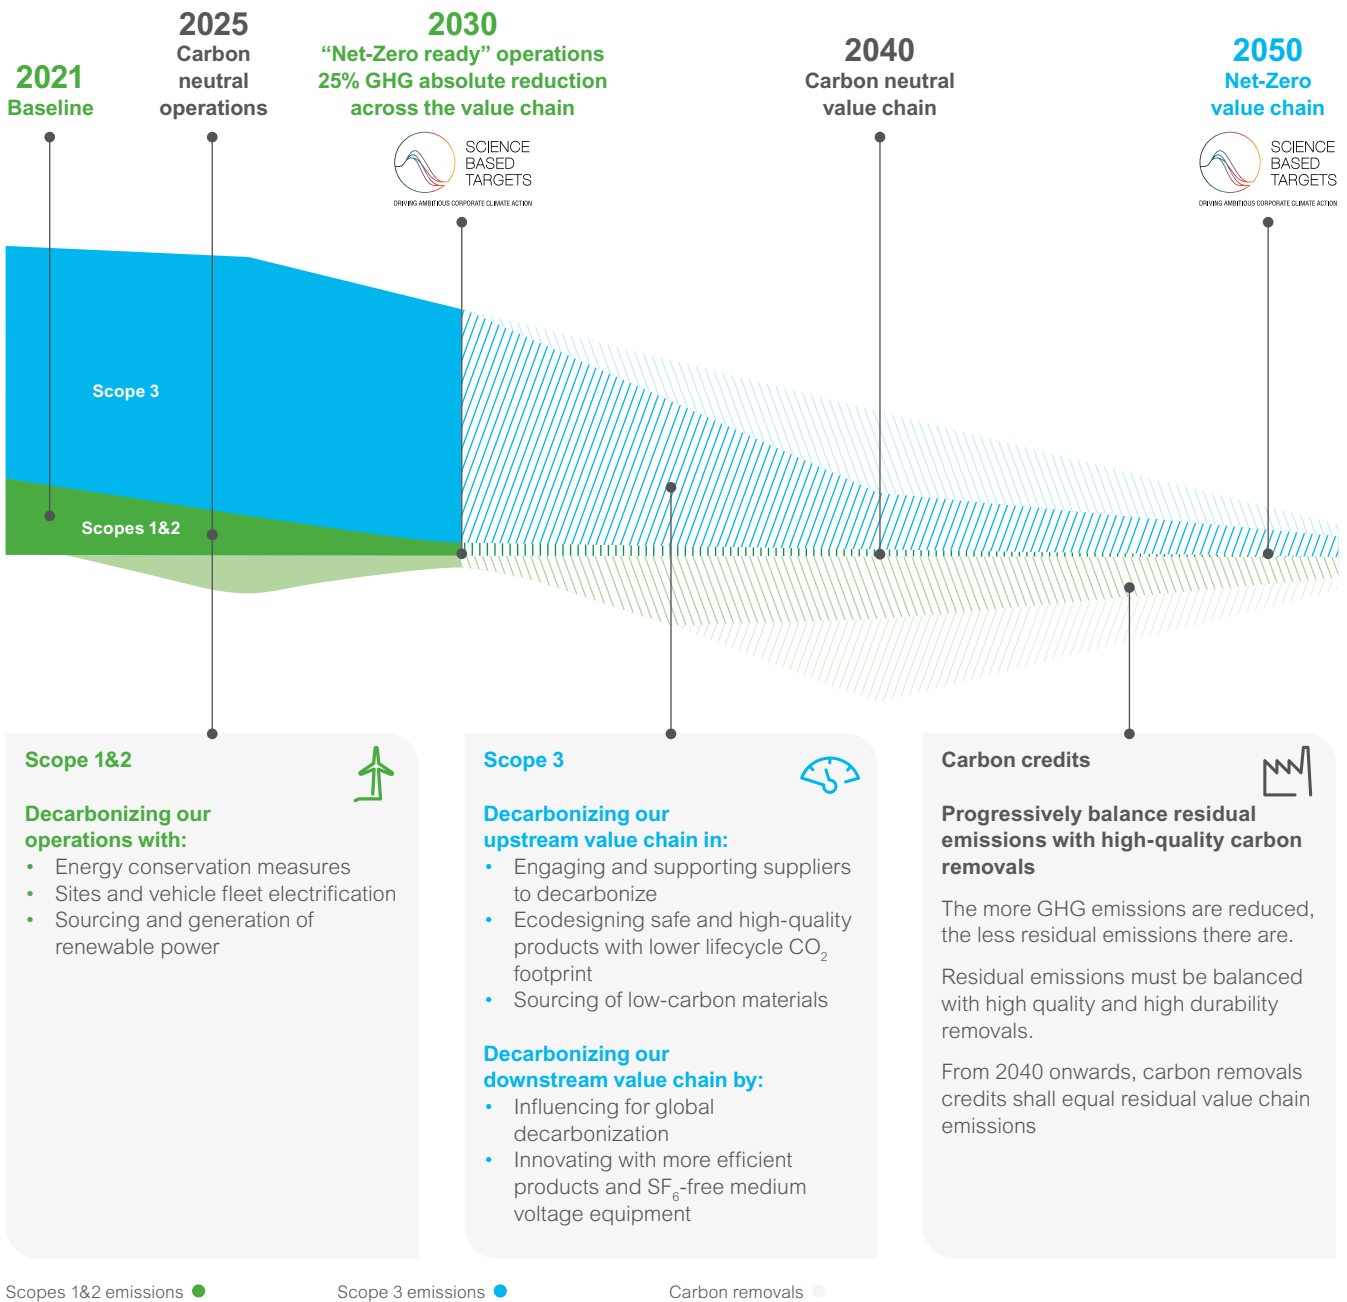 2021
Baseline
2025
Carbon
neutral
operations
2030
“Net-Zero ready” operations
25% GHG absolute reduction
across the value chain
SCIENCE
BASED
TARGETS
DRIVING AMBITIOUS CORPORATE CLIMATE ACTION
2040
Carbon neutral
value chain
2050
Net-Zero
value chain
SCIENCE
BASED
TARGETS
DRIVING AMBITIOUS CORPORATE CLIMATE ACTION
Scope 3
Scopes 1&2
Scope 1&2
Decarbonizing our
operations with:
• Energy conservation measures
• Sites and vehicle fleet electrification
• Sourcing and generation of
renewable power
Scope 3
Decarbonizing our
upstream value chain in:
• Engaging and supporting suppliers
to decarbonize
• Ecodesigning safe and high-quality
products with lower lifecycle CO₂
footprint
• Sourcing of low-carbon materials
Decarbonizing our
downstream value chain by:
• Influencing for global
decarbonization
• Innovating with more efficient
products and SF₆-free medium
voltage equipment
Carbon credits
Progressively balance residual
emissions with high-quality carbon
removals
The more GHG emissions are reduced,
the less residual emissions there are.
Residual emissions must be balanced
with high quality and high durability
removals.
From 2040 onwards, carbon removals
credits shall equal residual value chain
emissions
Scopes 1&2 emissions
Scope 3 emissions
Carbon removals